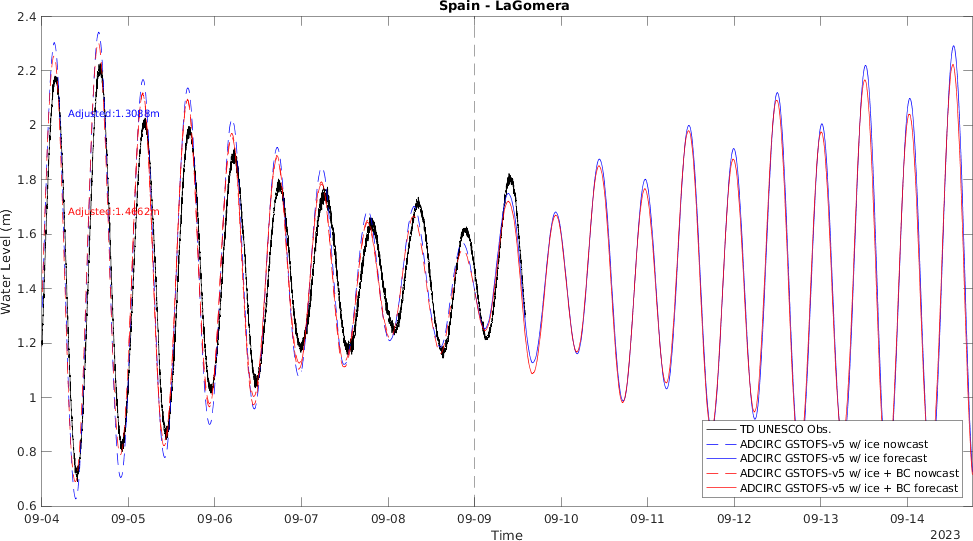 Spain - LaGomera
2.4
2.2
2
1.8
1.6
1.4
1.2
1
0.8
0.6
Water Level (m)
Adjusted:1.3088m
Adjusted:1.4662m
TD UNESCO Obs.
ADCIRC GSTOFS-v5 w/ ice nowcast
ADCIRC GSTOFS-v5 w/ ice forecast
ADCIRC GSTOFS-v5 w/ ice + BC nowcast
ADCIRC GSTOFS-v5 w/ ice + BC forecast
09-04 09-05 09-06 09-07 09-08 09-09 09-10 09-11 09-12 09-13 09-14
Time
2023